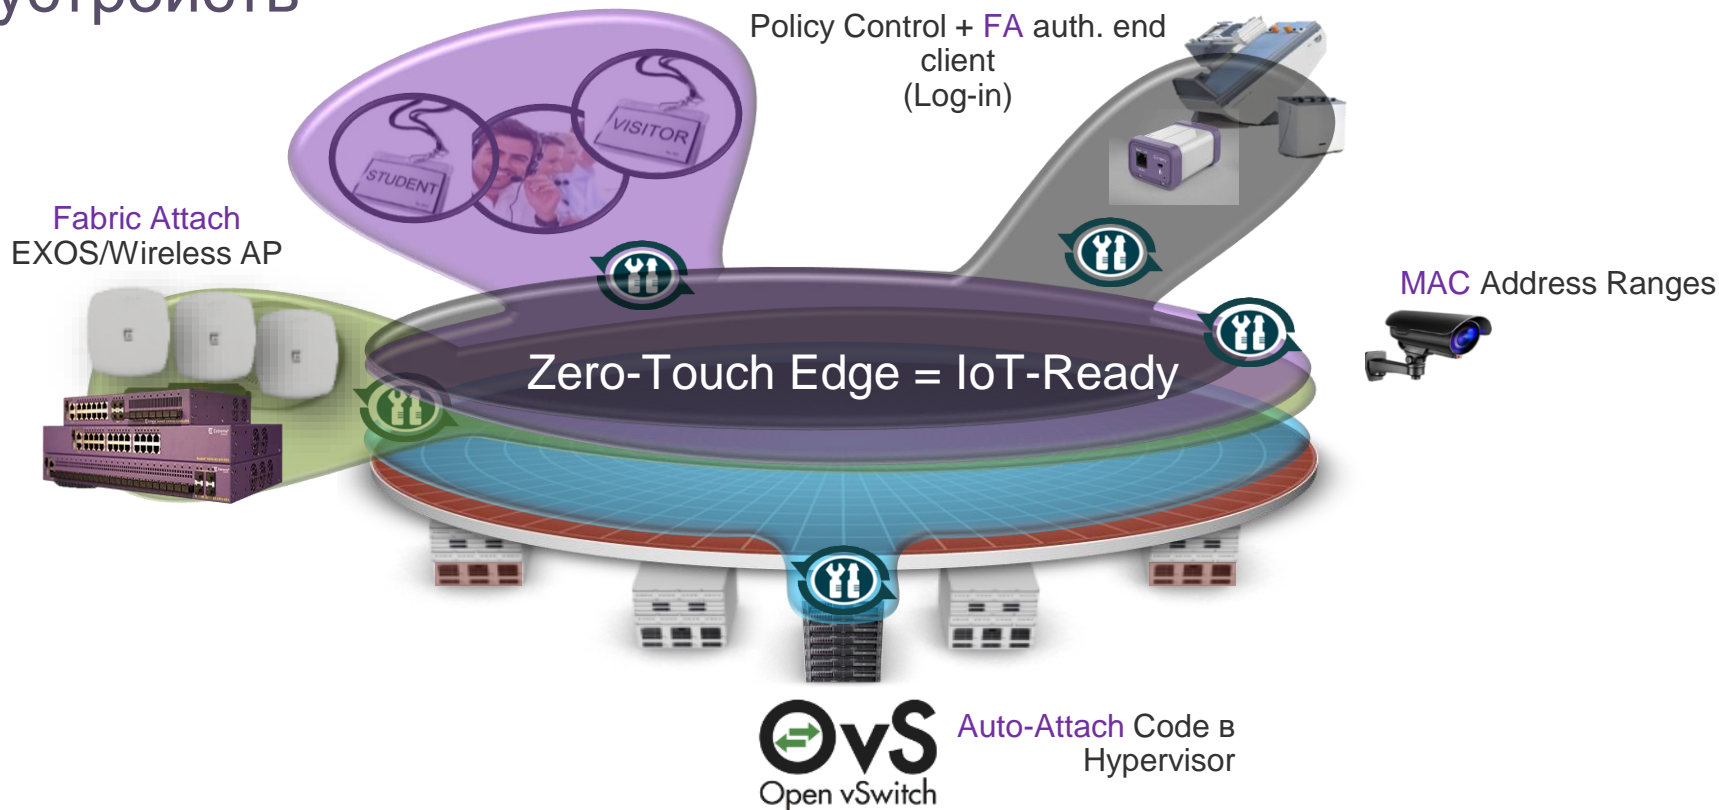 устройств
Policy Control + FA auth. end
client
(Log-in)
VISITOR
STUDENT
Fabric Attach
EXOS/Wireless AP
MAC Address Ranges
Zero-Touch Edge = IoT-Ready
OvS
Open vSwitch
Auto-Attach Code в
Hypervisor